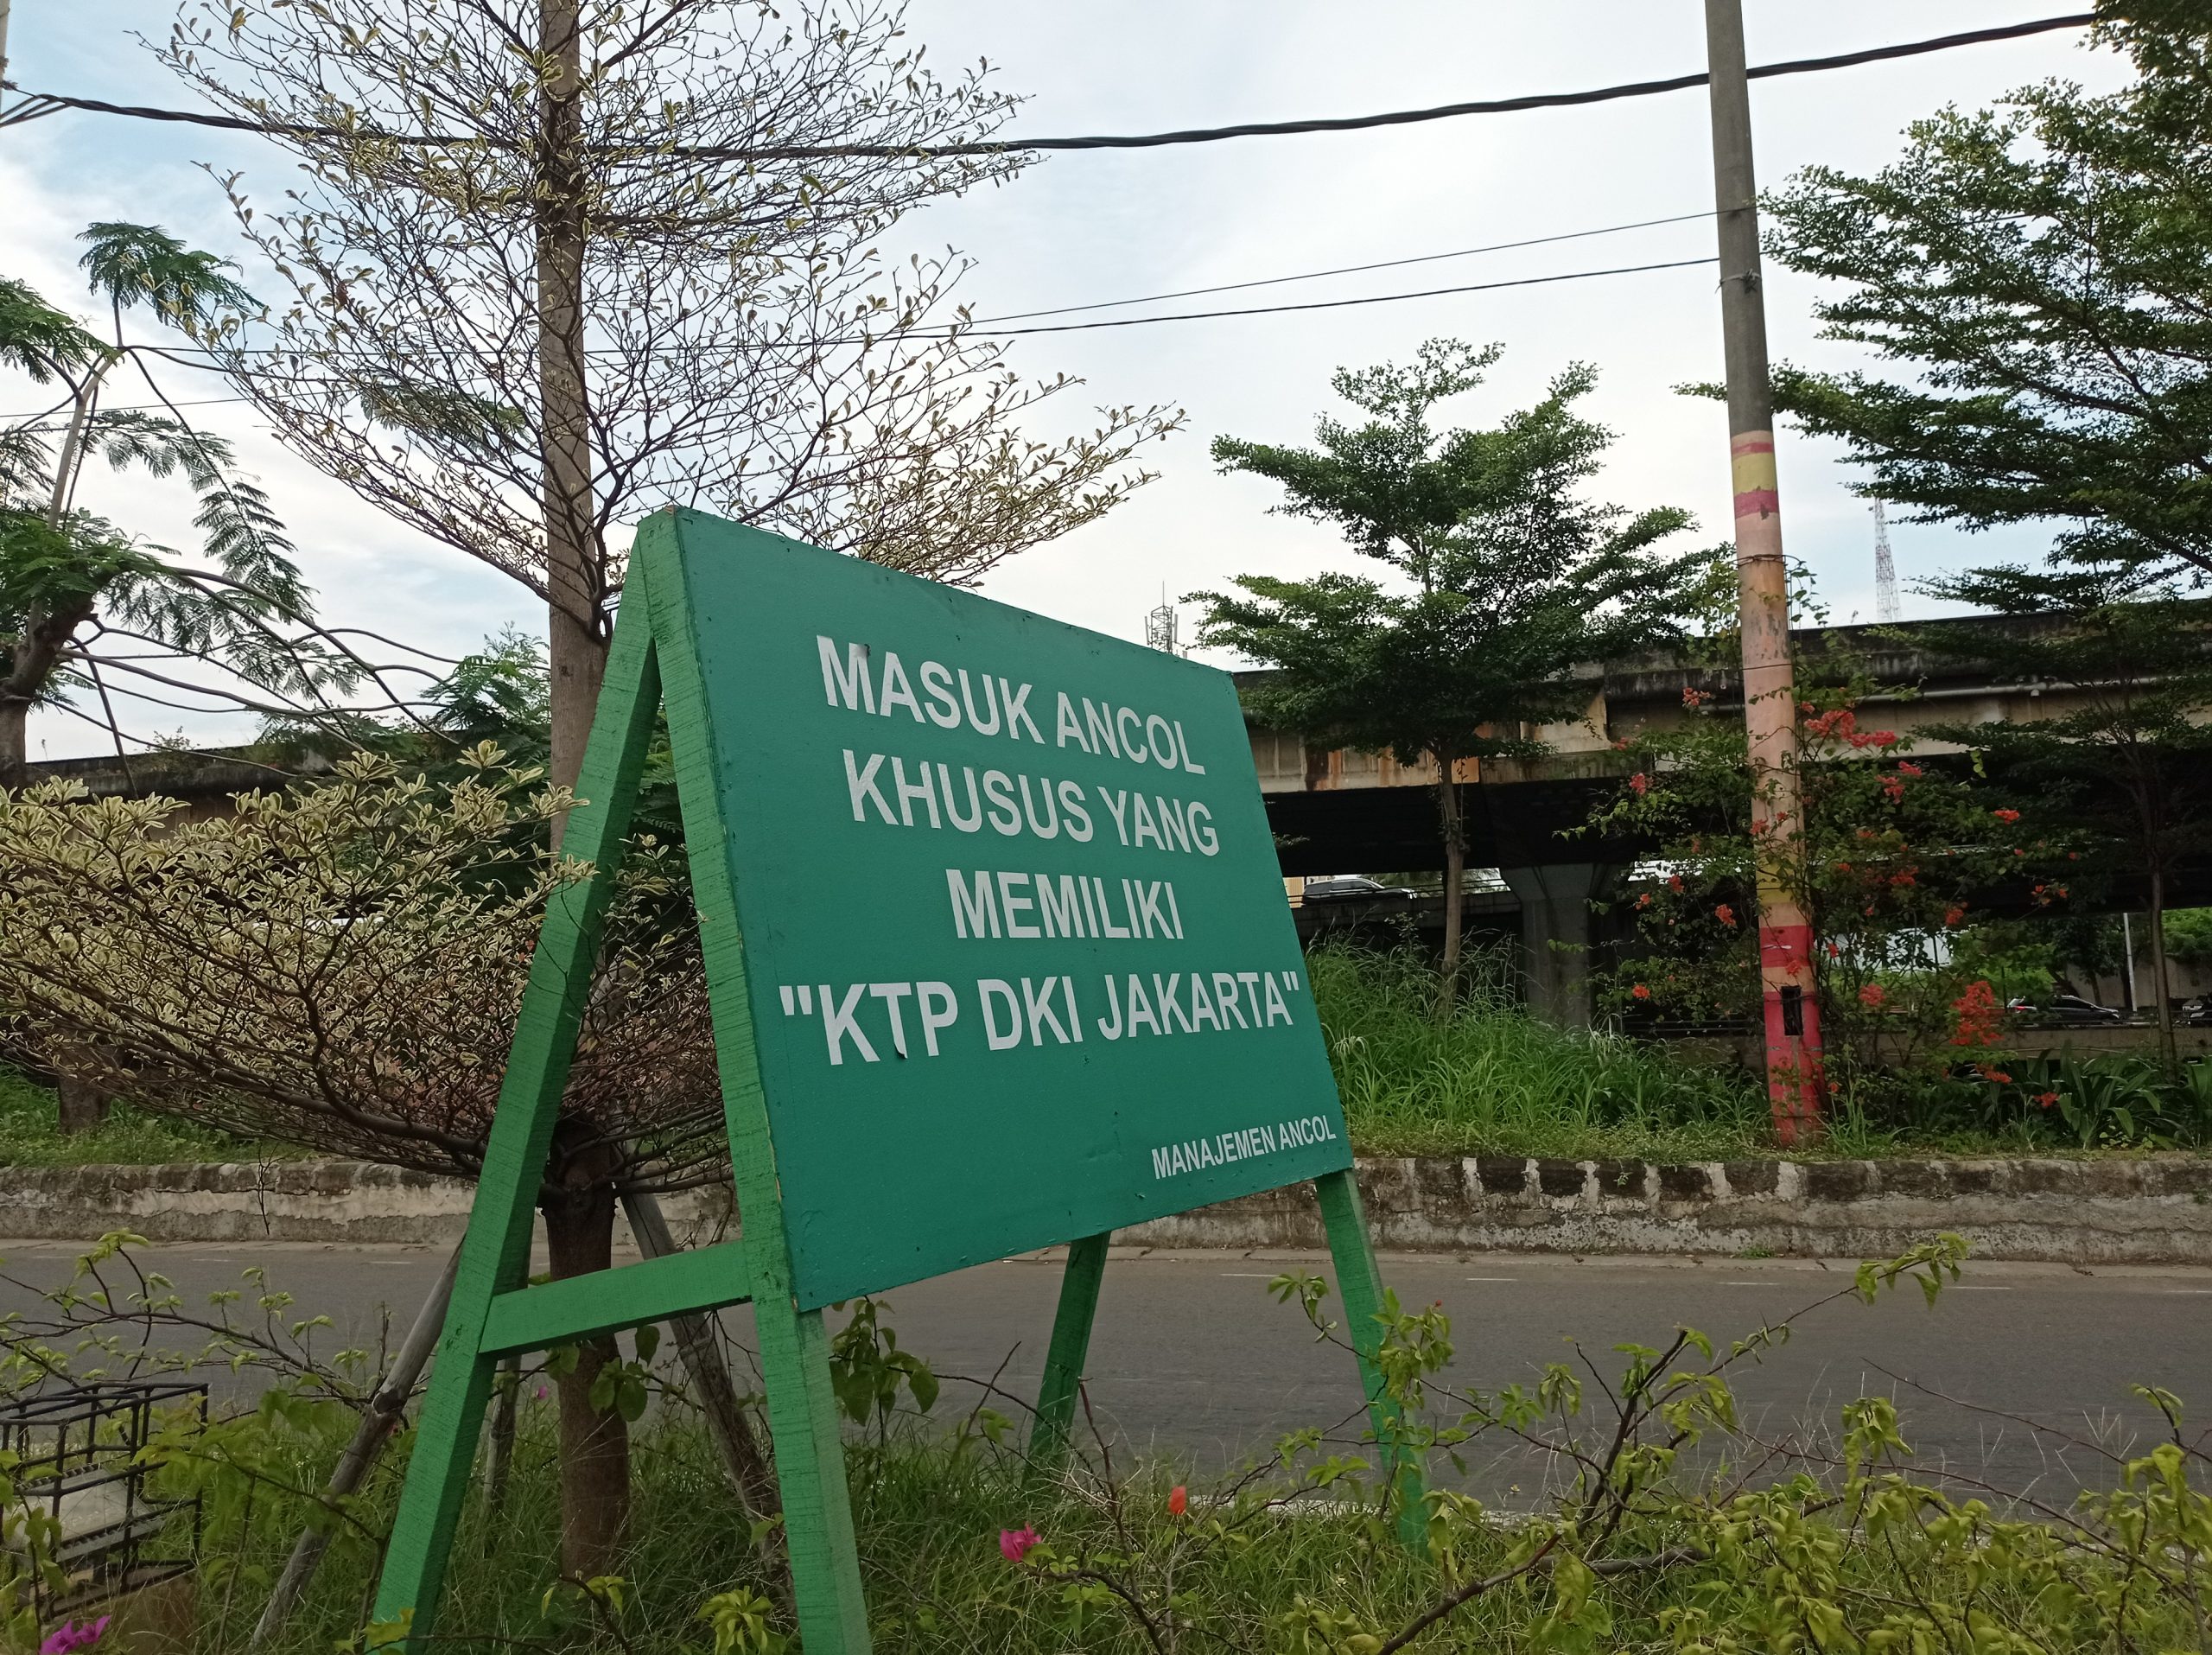 MASUK ANCOL
KHUSUS YANG
MEMILIKI
"KTP DKI JAKARTA"
MANAJEMEN ANCOL